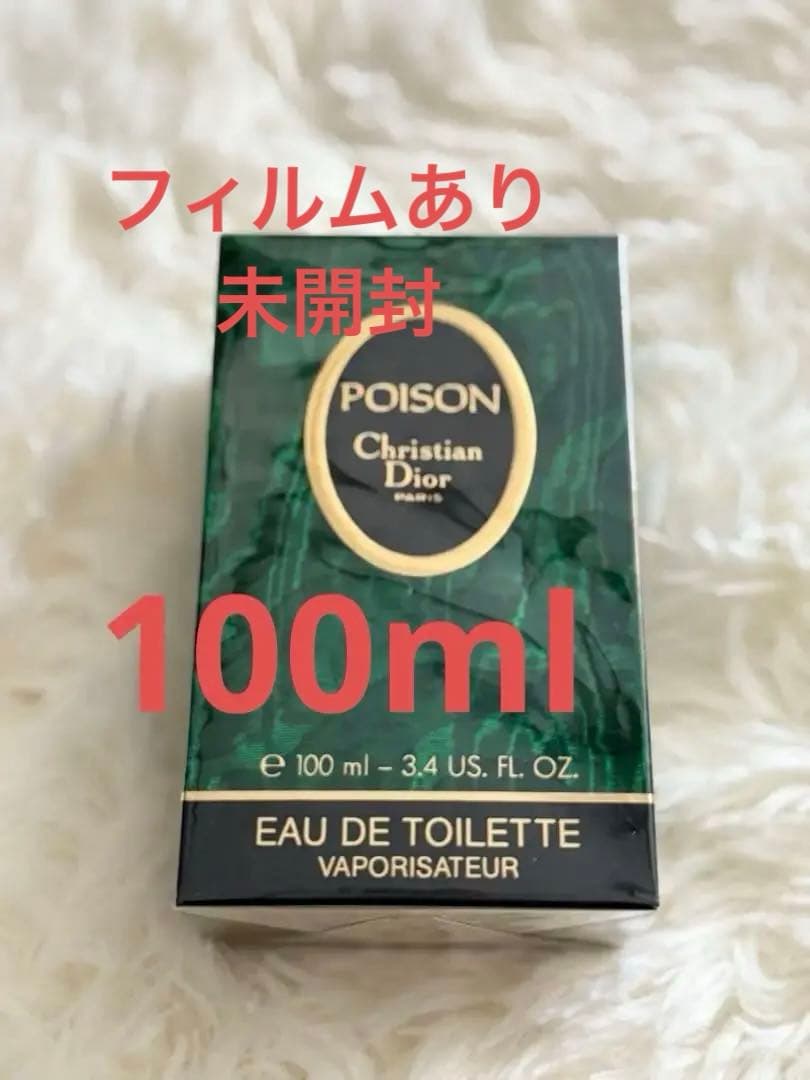 フィルムあり
未開封
POISON
Christian
Dior
PARIS
100ml
e 100 ml – 3.4 US. FL. OZ.
EAU DE TOILETTE
VAPORISATEUR